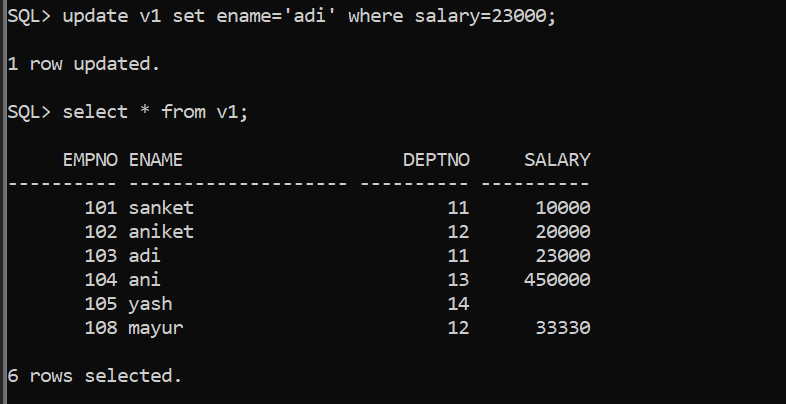 SQL> update v1 set ename='adi' where salary=23000;
1 row updated.
SQL> select * from v1;
     EMPNO ENAME                    DEPTNO     SALARY
---------- -------------------- ---------- ----------
       101 sanket                       11      10000
       102 aniket                       12      20000
       103 adi                          11      23000
       104 ani                          13     450000
       105 yash                         14
       108 mayur                        12      33330
6 rows selected.